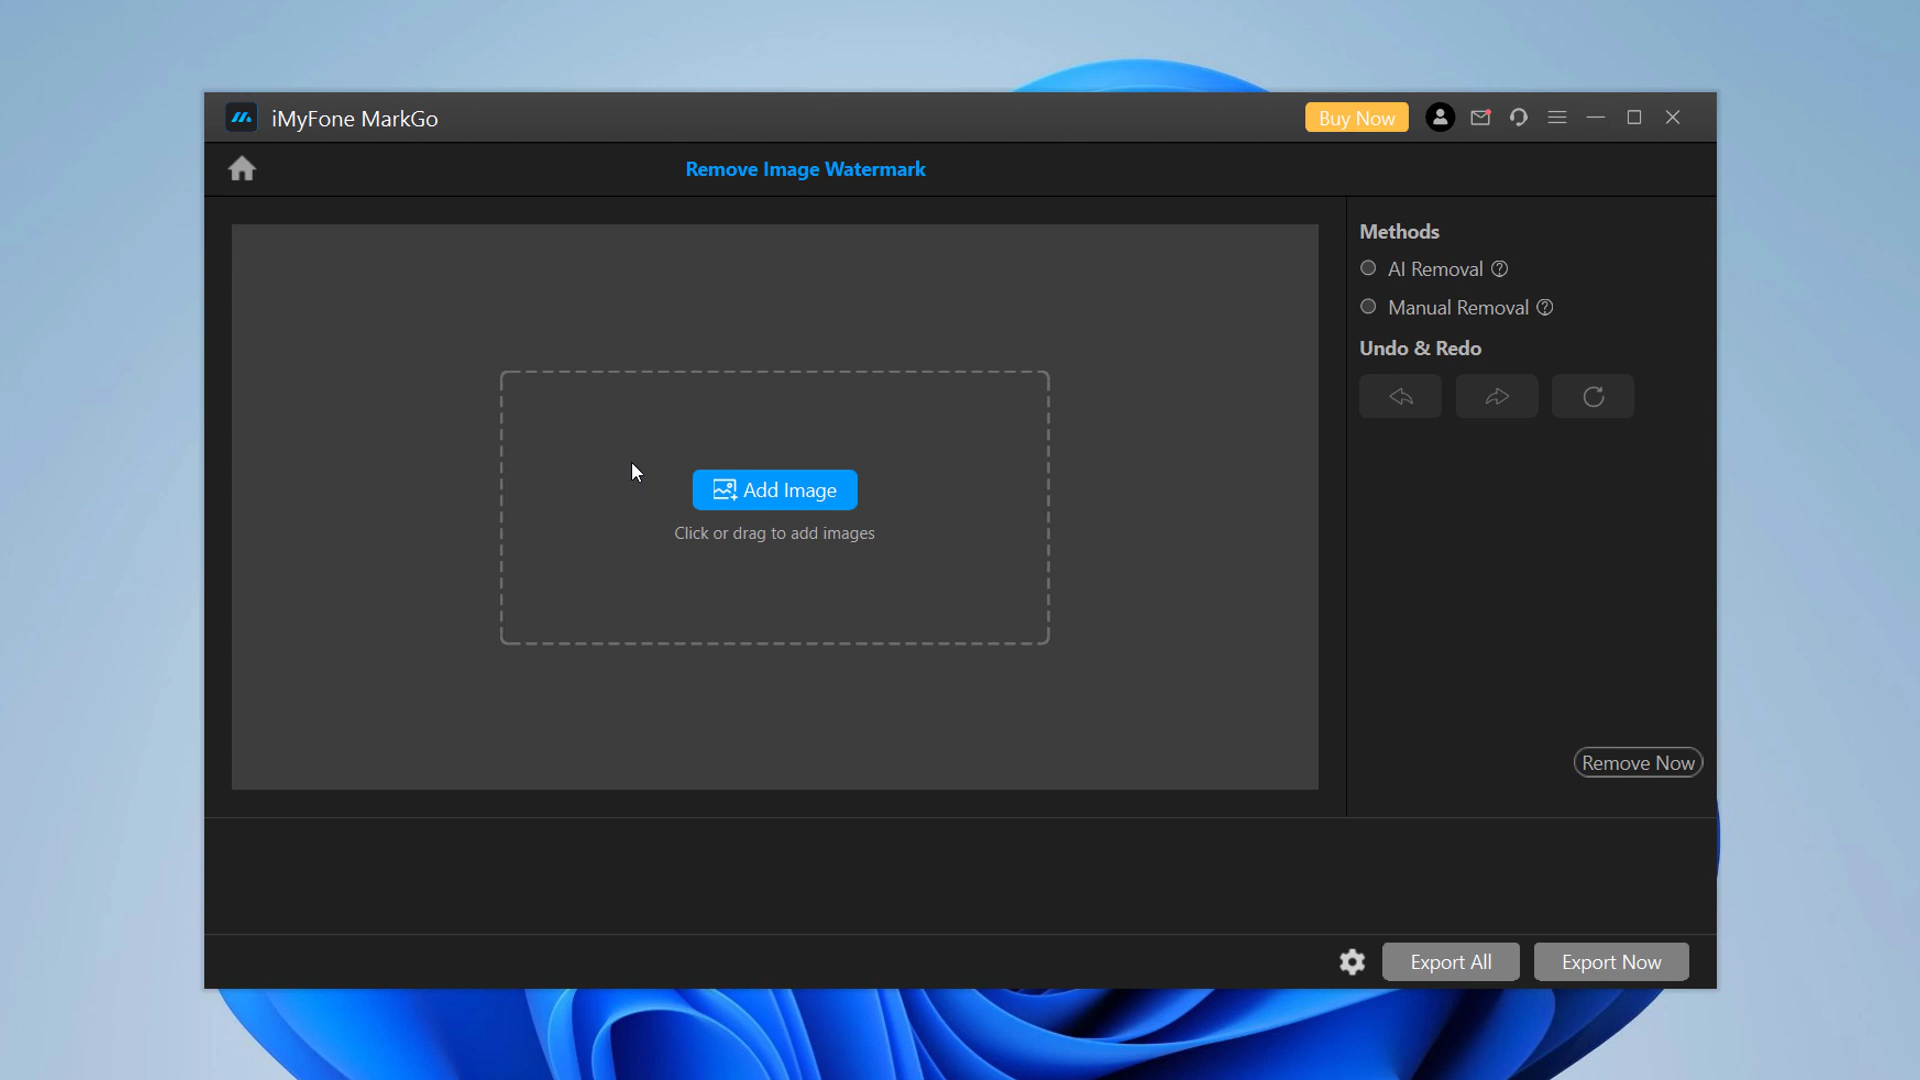 iMyFone MarkGo
Buy Now
Remove Image Watermark
Methods
AI Removal
Manual Removal
Undo & Redo
Add Image
Click or drag to add images
Remove Now
Export All
Export Now